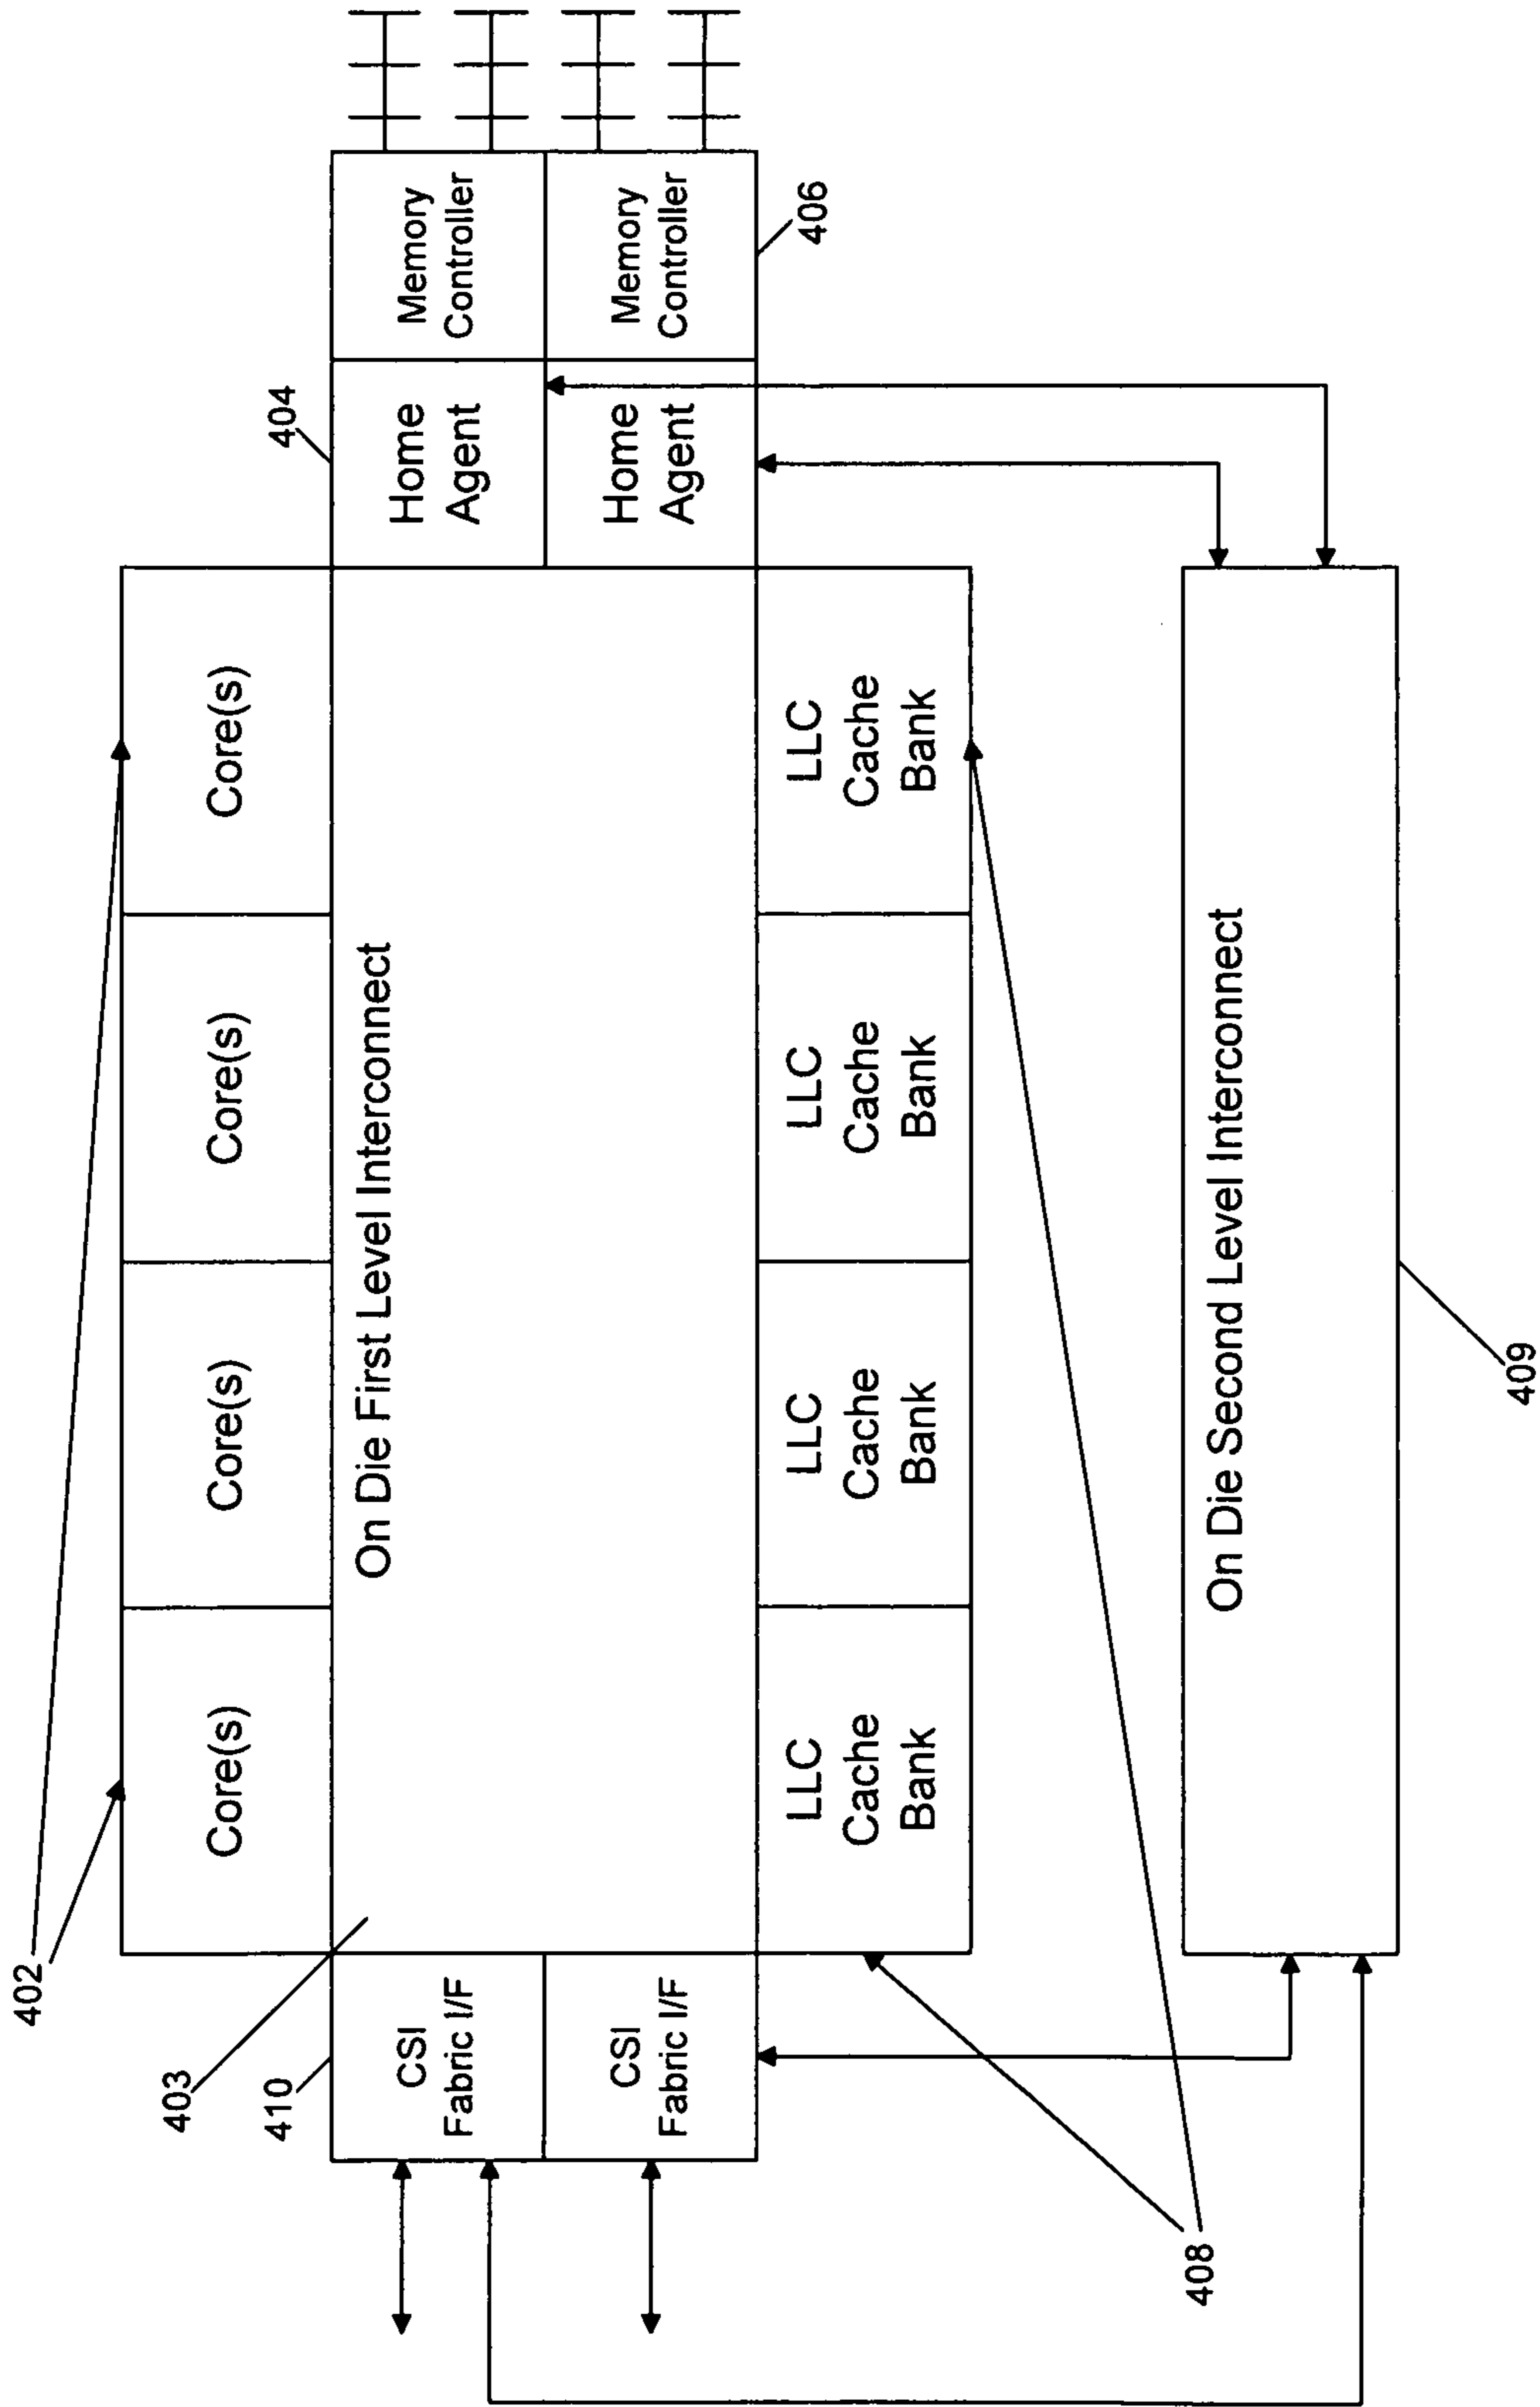 402
Core(s)
Core(s)
Core(s)
Core(s)
403
410
404
CSI
Fabric I/F
CSI
Fabric I/F
On Die First Level Interconnect
Home
Agent
Home
Agent
Memory
Controller
Memory
Controller
406
LLC
Cache
Bank
LLC
Cache
Bank
LLC
Cache
Bank
LLC
Cache
Bank
408
On Die Second Level Interconnect
409